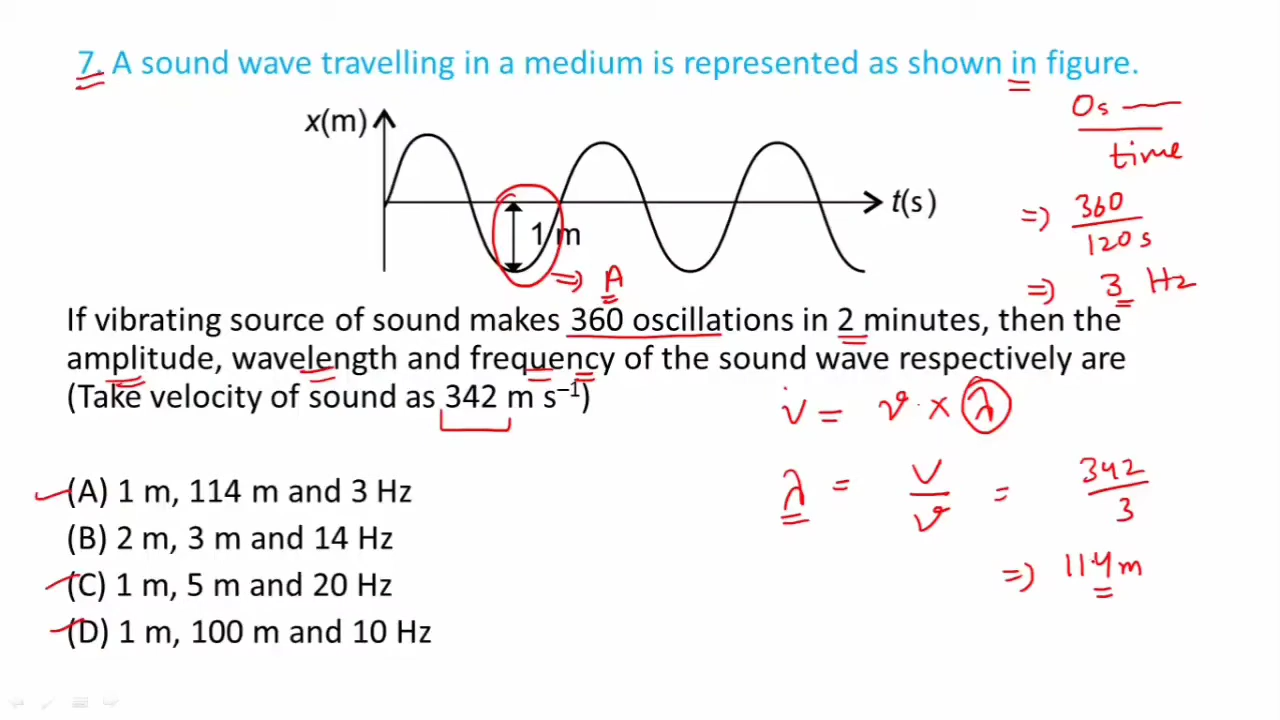 7. A sound wave travelling in a medium is represented as shown in figure.
Os
time
x(m)
t(s)
1 m
⇒ A
⇒ 360
120 s
⇒ 3 Hz
If vibrating source of sound makes 360 oscillations in 2 minutes, then the
amplitude, wavelength and frequency of the sound wave respectively are
(Take velocity of sound as 342 m s⁻¹)
v = ν × λ
λ = v/ν = 342/3
⇒ 114 m
(A) 1 m, 114 m and 3 Hz
(B) 2 m, 3 m and 14 Hz
(C) 1 m, 5 m and 20 Hz
(D) 1 m, 100 m and 10 Hz